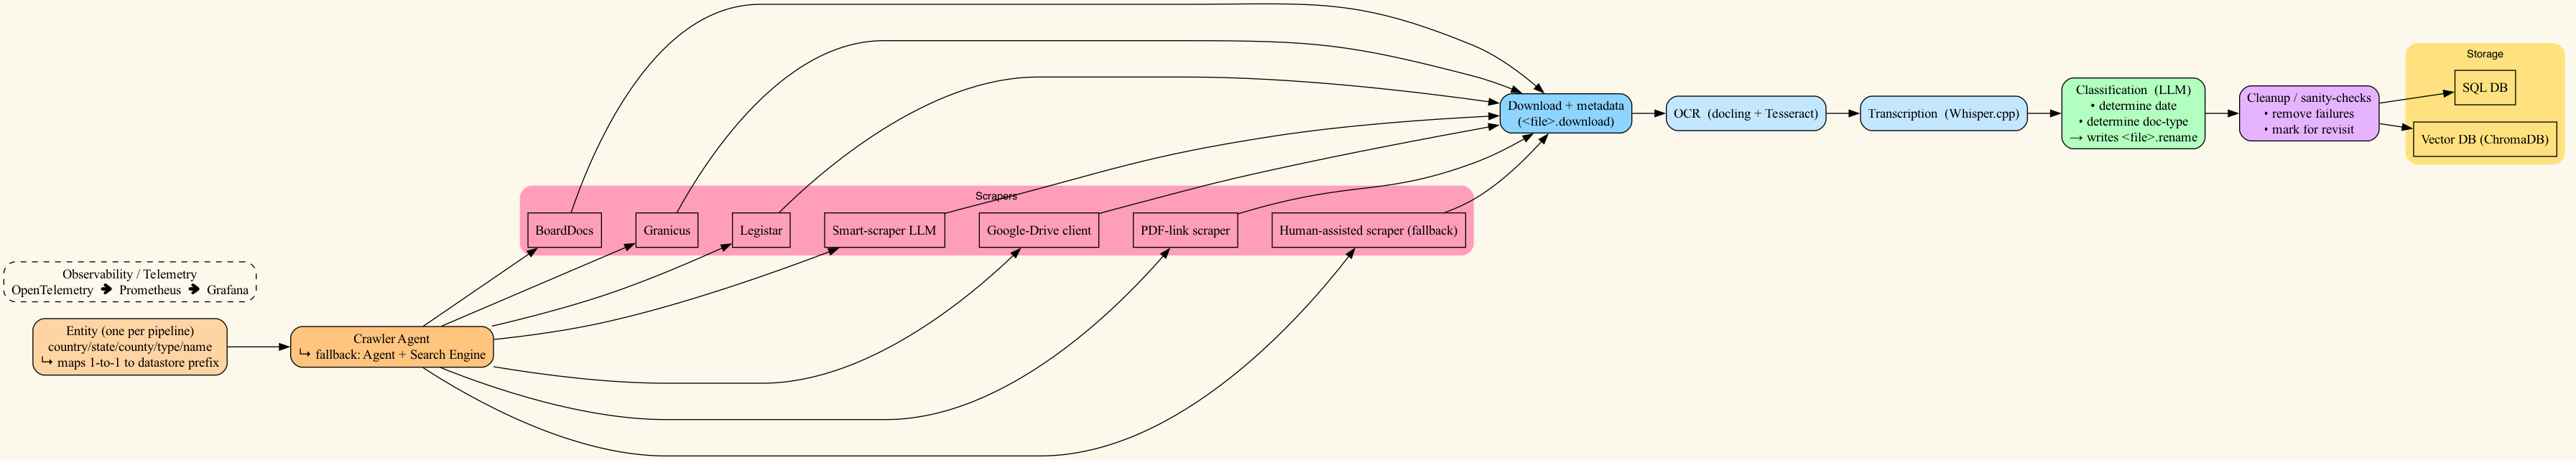 Observability / Telemetry
OpenTelemetry 🡺 Prometheus 🡺 Grafana
Entity (one per pipeline)
country/state/county/type/name
↳ maps 1-to-1 to datastore prefix
Crawler Agent
↳ fallback: Agent + Search Engine
Scrapers
BoardDocs
Granicus
Legistar
Smart-scraper LLM
Google-Drive client
PDF-link scraper
Human-assisted scraper (fallback)
Download + metadata
(<file>.download)
OCR  (docling + Tesseract)
Transcription  (Whisper.cpp)
Classification  (LLM)
• determine date
• determine doc-type
→ writes <file>.rename
Cleanup / sanity-checks
• remove failures
• mark for revisit
Storage
SQL DB
Vector DB (ChromaDB)